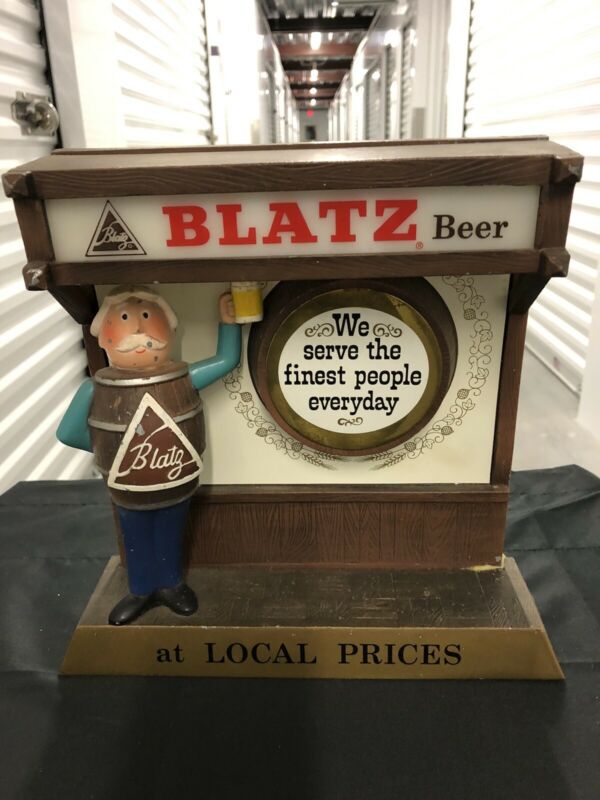 Blatz
BLATZ® Beer
We
serve the
finest people
everyday
Blatz
at LOCAL PRICES